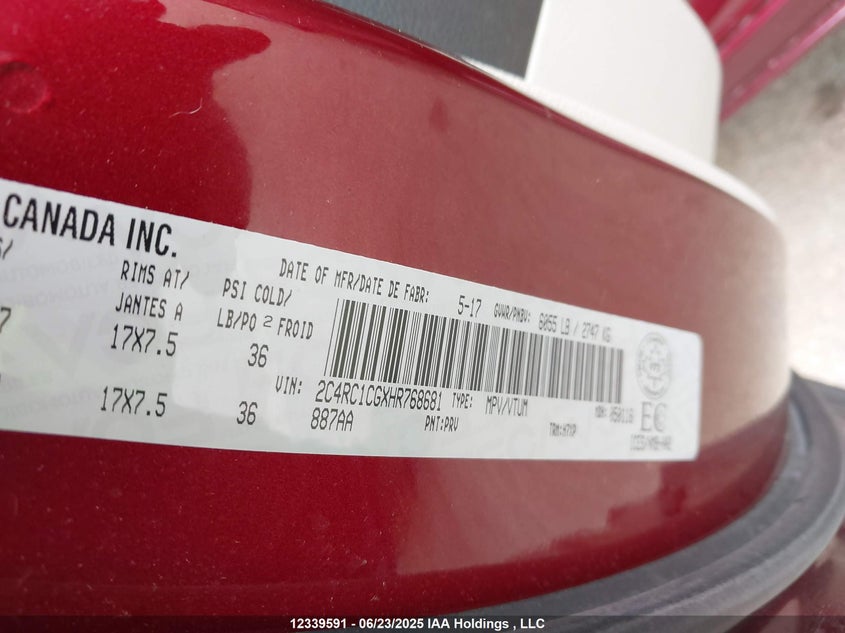 CANADA INC.
RIMS AT/
JANTES A
PSI COLD/
LB/PO 2 FROID
DATE OF MFR/DATE DE FABR: 5-17 GVWR/PNBV: 6055 LB / 2747 KG
17X7.5 36
VIN: 2C4RC1CGXHR768681 TYPE: MPV/VTUM
17X7.5 36
887AA PNT:PRV
EC
12339591 - 06/23/2025 IAA Holdings , LLC